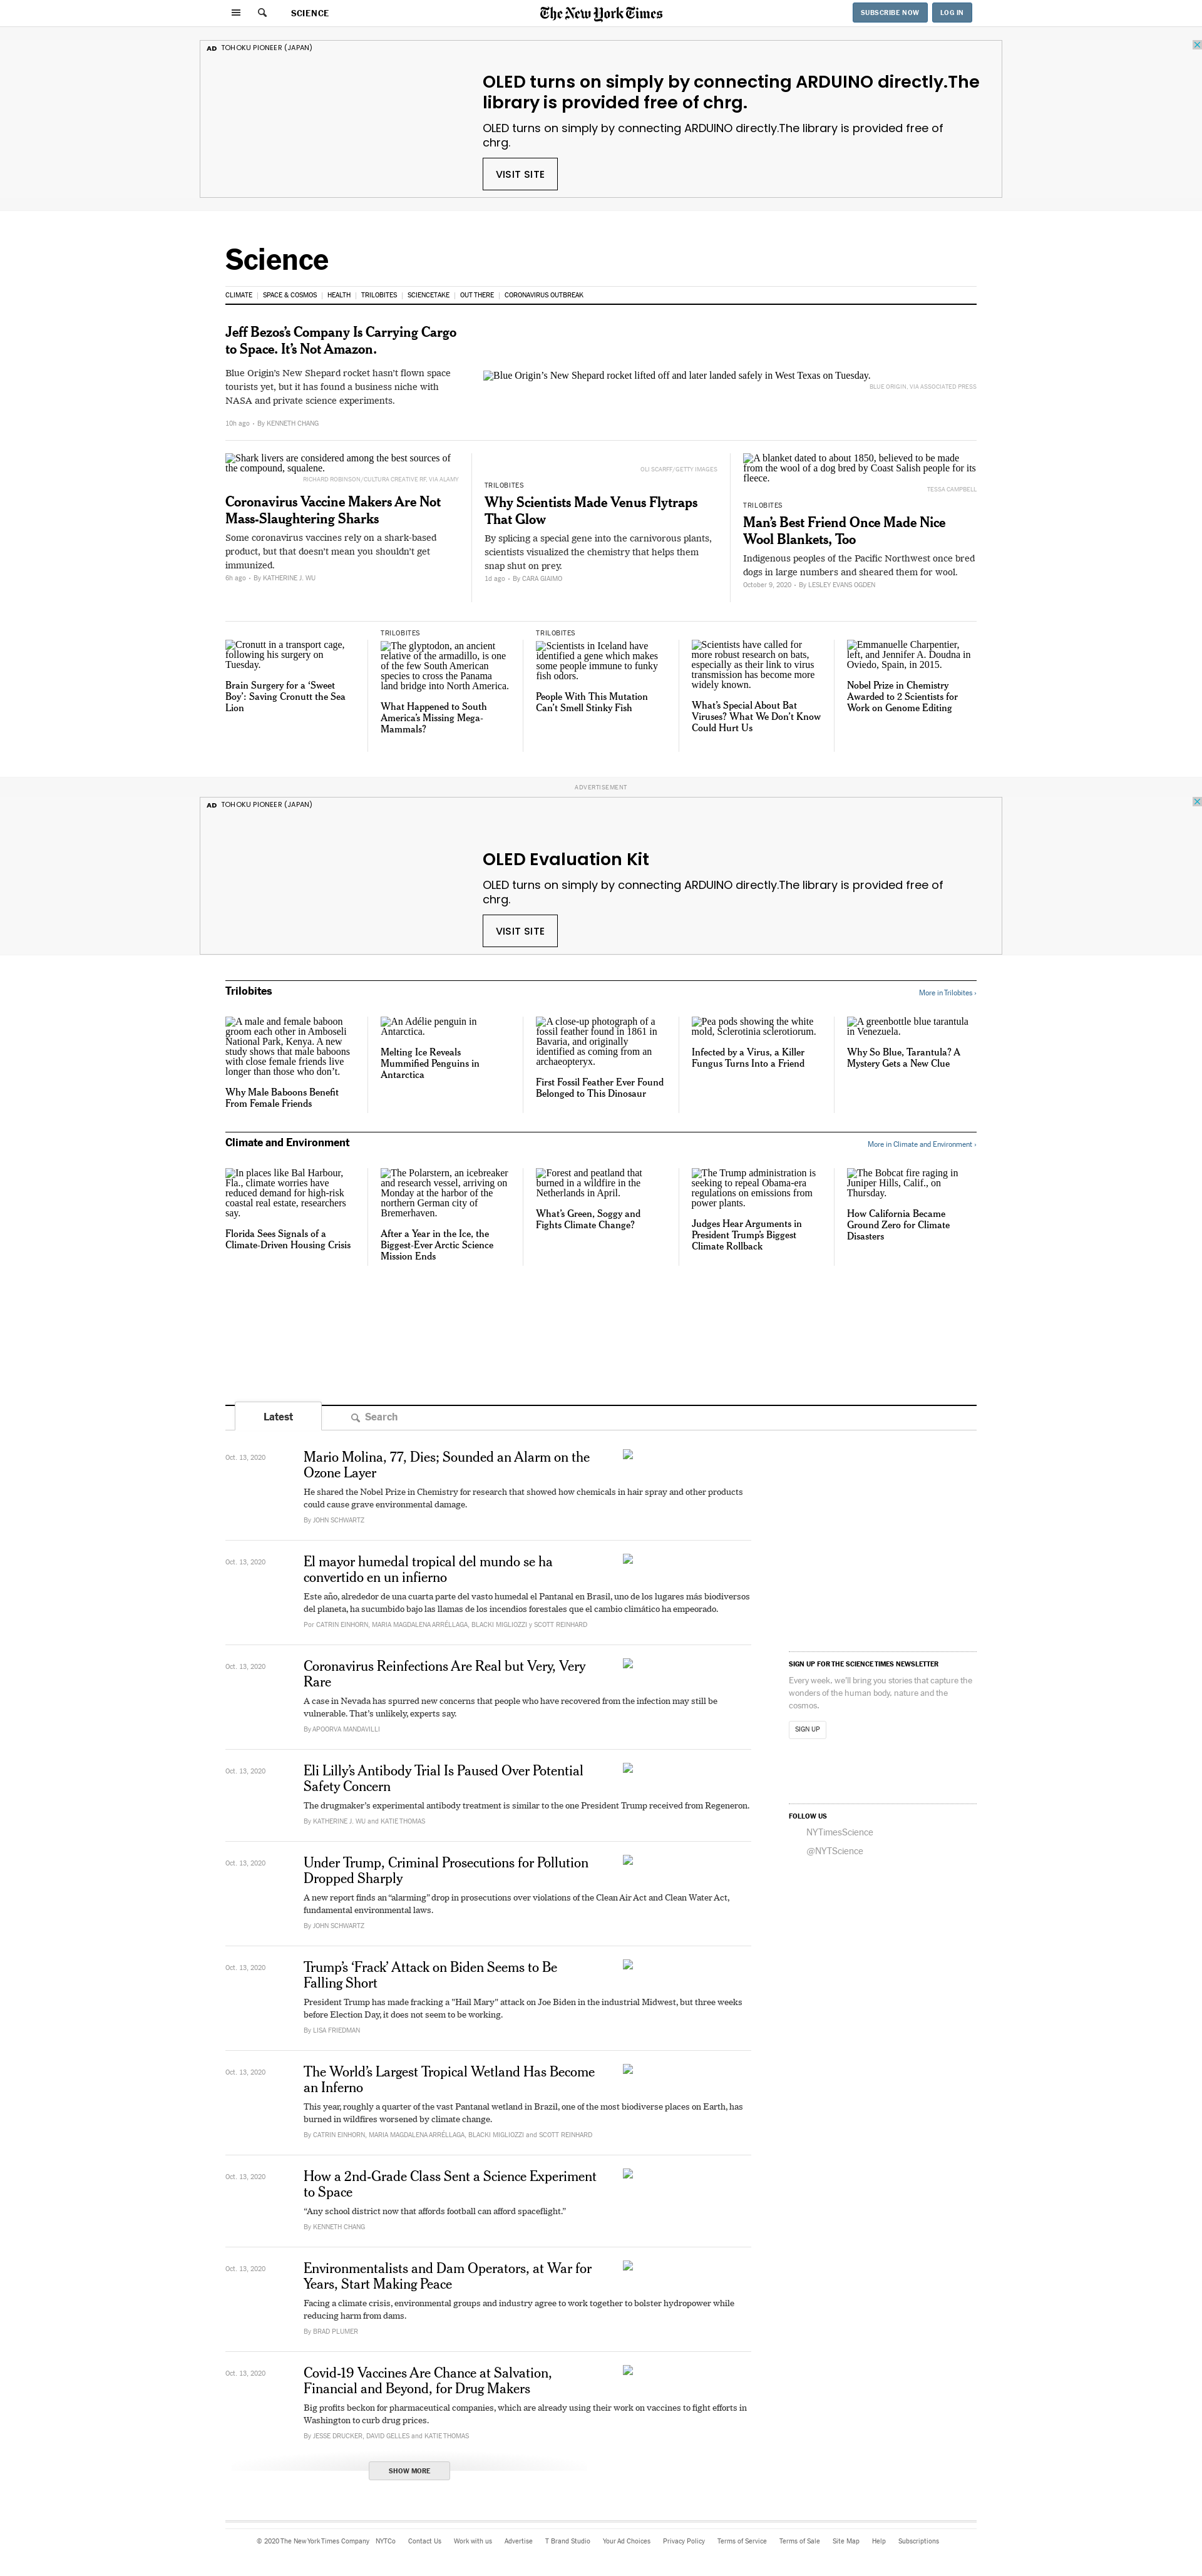 SCIENCE
The New York Times
SUBSCRIBE NOW
LOG IN
AD TOHOKU PIONEER (JAPAN)
OLED turns on simply by connecting ARDUINO directly.The
library is provided free of chrg.
OLED turns on simply by connecting ARDUINO directly.The library is provided free of
chrg.
VISIT SITE
Science
CLIMATE | SPACE & COSMOS | HEALTH | TRILOBITES | SCIENCETAKE | OUT THERE | CORONAVIRUS OUTBREAK
Jeff Bezos's Company Is Carrying Cargo
to Space. It's Not Amazon.
Blue Origin's New Shepard rocket hasn't flown space
tourists yet, but it has found a business niche with
NASA and private science experiments.
10h ago - By KENNETH CHANG
Blue Origin's New Shepard rocket lifted off and later landed safely in West Texas on Tuesday.
BLUE ORIGIN, VIA ASSOCIATED PRESS
Shark livers are considered among the best sources of
the compound, squalene.
RICHARD ROBINSON/CULTURA CREATIVE RF, VIA ALAMY
Coronavirus Vaccine Makers Are Not
Mass-Slaughtering Sharks
Some coronavirus vaccines rely on a shark-based
product, but that doesn't mean you shouldn't get
immunized.
6h ago - By KATHERINE J. WU
OLI SCARFF/GETTY IMAGES
TRILOBITES
Why Scientists Made Venus Flytraps
That Glow
By splicing a special gene into the carnivorous plants,
scientists visualized the chemistry that helps them
snap shut on prey.
1d ago - By CARA GIAIMO
A blanket dated to about 1850, believed to be made
from the wool of a dog bred by Coast Salish people for its
fleece.
TESSA CAMPBELL
TRILOBITES
Man's Best Friend Once Made Nice
Wool Blankets, Too
Indigenous peoples of the Pacific Northwest once bred
dogs in large numbers and sheared them for wool.
October 9, 2020 - By LESLEY EVANS OGDEN
Cronutt in a transport cage,
following his surgery on
Tuesday.
Brain Surgery for a 'Sweet
Boy': Saving Cronutt the Sea
Lion
TRILOBITES
The glyptodon, an ancient
relative of the armadillo, is one
of the few South American
species to cross the Panama
land bridge into North America.
What Happened to South
America's Missing Mega-
Mammals?
TRILOBITES
Scientists in Iceland have
identified a gene which makes
some people immune to funky
fish odors.
People With This Mutation
Can't Smell Stinky Fish
Scientists have called for
more robust research on bats,
especially as their link to virus
transmission has become more
widely known.
What's Special About Bat
Viruses? What We Don't Know
Could Hurt Us
Emmanuelle Charpentier,
left, and Jennifer A. Doudna in
Oviedo, Spain, in 2015.
Nobel Prize in Chemistry
Awarded to 2 Scientists for
Work on Genome Editing
ADVERTISEMENT
AD TOHOKU PIONEER (JAPAN)
OLED Evaluation Kit
OLED turns on simply by connecting ARDUINO directly.The library is provided free of
chrg.
VISIT SITE
Trilobites
More in Trilobites ›
A male and female baboon
groom each other in Amboseli
National Park, Kenya. A new
study shows that male baboons
with close female friends live
longer than those who don't.
Why Male Baboons Benefit
From Female Friends
An Adélie penguin in
Antarctica.
Melting Ice Reveals
Mummified Penguins in
Antarctica
A close-up photograph of a
fossil feather found in 1861 in
Bavaria, and originally
identified as coming from an
archaeopteryx.
First Fossil Feather Ever Found
Belonged to This Dinosaur
Pea pods showing the white
mold, Sclerotinia sclerotiorum.
Infected by a Virus, a Killer
Fungus Turns Into a Friend
A greenbottle blue tarantula
in Venezuela.
Why So Blue, Tarantula? A
Mystery Gets a New Clue
Climate and Environment
More in Climate and Environment ›
In places like Bal Harbour,
Fla., climate worries have
reduced demand for high-risk
coastal real estate, researchers
say.
Florida Sees Signals of a
Climate-Driven Housing Crisis
The Polarstern, an icebreaker
and research vessel, arriving on
Monday at the harbor of the
northern German city of
Bremerhaven.
After a Year in the Ice, the
Biggest-Ever Arctic Science
Mission Ends
Forest and peatland that
burned in a wildfire in the
Netherlands in April.
What's Green, Soggy and
Fights Climate Change?
The Trump administration is
seeking to repeal Obama-era
regulations on emissions from
power plants.
Judges Hear Arguments in
President Trump's Biggest
Climate Rollback
The Bobcat fire raging in
Juniper Hills, Calif., on
Thursday.
How California Became
Ground Zero for Climate
Disasters
Latest
Search
Oct. 13, 2020
Mario Molina, 77, Dies; Sounded an Alarm on the
Ozone Layer
He shared the Nobel Prize in Chemistry for research that showed how chemicals in hair spray and other products
could cause grave environmental damage.
By JOHN SCHWARTZ
Oct. 13, 2020
El mayor humedal tropical del mundo se ha
convertido en un infierno
Este año, alrededor de una cuarta parte del vasto humedal el Pantanal en Brasil, uno de los lugares más biodiversos
del planeta, ha sucumbido bajo las llamas de los incendios forestales que el cambio climático ha empeorado.
Por CATRIN EINHORN, MARIA MAGDALENA ARRÉLLAGA, BLACKI MIGLIOZZI y SCOTT REINHARD
Oct. 13, 2020
Coronavirus Reinfections Are Real but Very, Very
Rare
A case in Nevada has spurred new concerns that people who have recovered from the infection may still be
vulnerable. That's unlikely, experts say.
By APOORVA MANDAVILLI
Oct. 13, 2020
Eli Lilly's Antibody Trial Is Paused Over Potential
Safety Concern
The drugmaker's experimental antibody treatment is similar to the one President Trump received from Regeneron.
By KATHERINE J. WU and KATIE THOMAS
Oct. 13, 2020
Under Trump, Criminal Prosecutions for Pollution
Dropped Sharply
A new report finds an "alarming" drop in prosecutions over violations of the Clean Air Act and Clean Water Act,
fundamental environmental laws.
By JOHN SCHWARTZ
Oct. 13, 2020
Trump's 'Frack' Attack on Biden Seems to Be
Falling Short
President Trump has made fracking a "Hail Mary" attack on Joe Biden in the industrial Midwest, but three weeks
before Election Day, it does not seem to be working.
By LISA FRIEDMAN
Oct. 13, 2020
The World's Largest Tropical Wetland Has Become
an Inferno
This year, roughly a quarter of the vast Pantanal wetland in Brazil, one of the most biodiverse places on Earth, has
burned in wildfires worsened by climate change.
By CATRIN EINHORN, MARIA MAGDALENA ARRÉLLAGA, BLACKI MIGLIOZZI and SCOTT REINHARD
Oct. 13, 2020
How a 2nd-Grade Class Sent a Science Experiment
to Space
"Any school district now that affords football can afford spaceflight."
By KENNETH CHANG
Oct. 13, 2020
Environmentalists and Dam Operators, at War for
Years, Start Making Peace
Facing a climate crisis, environmental groups and industry agree to work together to bolster hydropower while
reducing harm from dams.
By BRAD PLUMER
Oct. 13, 2020
Covid-19 Vaccines Are Chance at Salvation,
Financial and Beyond, for Drug Makers
Big profits beckon for pharmaceutical companies, which are already using their work on vaccines to fight efforts in
Washington to curb drug prices.
By JESSE DRUCKER, DAVID GELLES and KATIE THOMAS
SHOW MORE
SIGN UP FOR THE SCIENCE TIMES NEWSLETTER
Every week, we'll bring you stories that capture the
wonders of the human body, nature and the
cosmos.
SIGN UP
FOLLOW US
NYTimesScience
@NYTScience
© 2020 The New York Times Company NYTCo Contact Us Work with us Advertise T Brand Studio Your Ad Choices Privacy Policy Terms of Service Terms of Sale Site Map Help Subscriptions